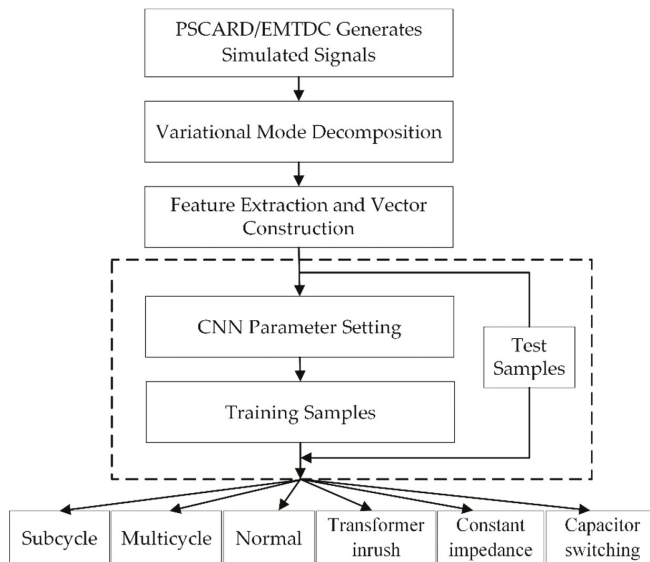 PSCARD/EMTDC Generates
Simulated Signals
Variational Mode Decomposition
Feature Extraction and Vector
Construction
CNN Parameter Setting
Test
Samples
Training Samples
Subcycle
Multicycle
Normal
Transformer
inrush
Constant
impedance
Capacitor
switching